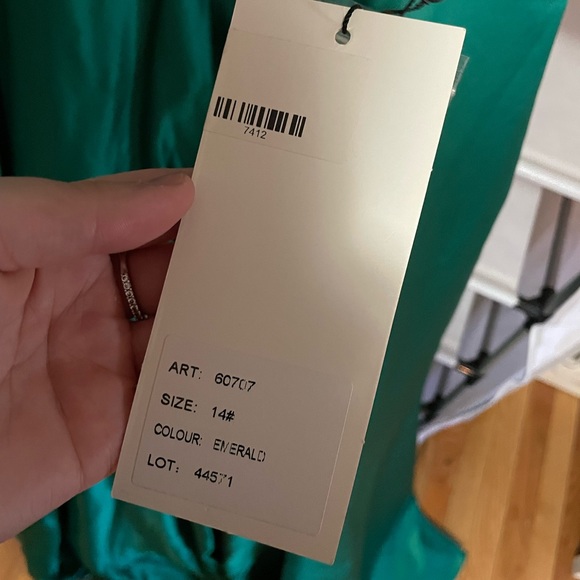 7412
ART: 60707
SIZE: 14#
COLOUR: EMERALD
LOT: 44571